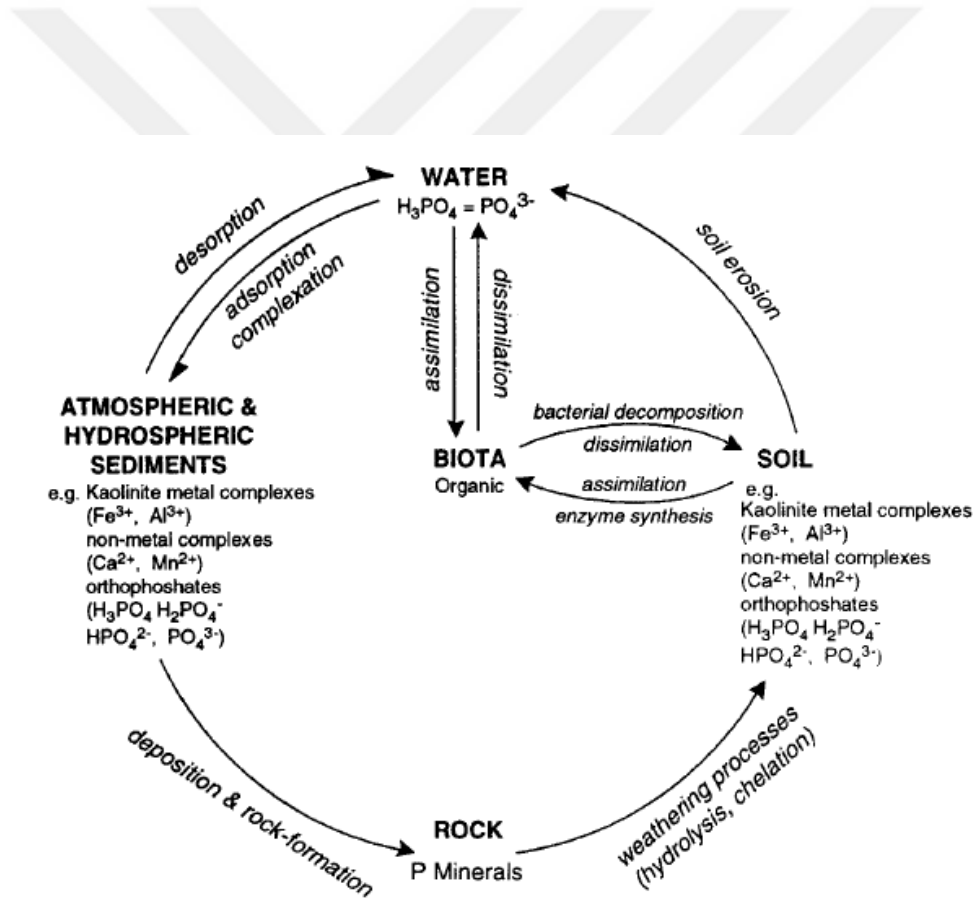 WATER
H₃PO₄ = PO₄³⁻
desorption
adsorption
complexation
soil erosion
assimilation
dissimilation
ATMOSPHERIC &
HYDROSPHERIC
SEDIMENTS
e.g. Kaolinite metal complexes
(Fe³⁺, Al³⁺)
non-metal complexes
(Ca²⁺, Mn²⁺)
orthophoshates
(H₃PO₄ H₂PO₄⁻
HPO₄²⁻, PO₄³⁻)
BIOTA
Organic
bacterial decomposition
dissimilation
assimilation
enzyme synthesis
SOIL
e.g.
Kaolinite metal complexes
(Fe³⁺, Al³⁺)
non-metal complexes
(Ca²⁺, Mn²⁺)
orthophoshates
(H₃PO₄ H₂PO₄⁻
HPO₄²⁻, PO₄³⁻)
deposition & rock-formation
ROCK
P Minerals
weathering processes
(hydrolysis, chelation)